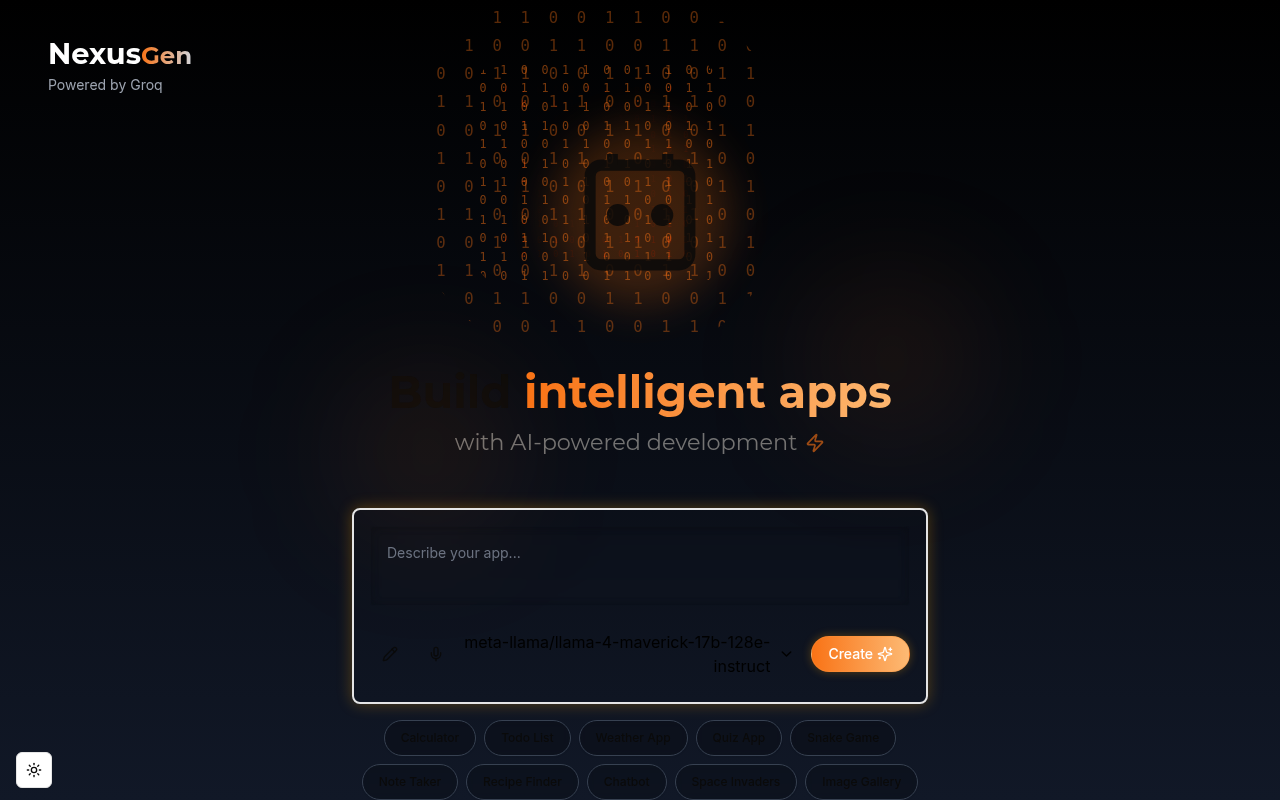 NexusGen
Powered by Groq
Build intelligent apps
with AI-powered development
Describe your app...
meta-llama/llama-4-maverick-17b-128e-
instruct
Create
Calculator
Todo List
Weather App
Quiz App
Snake Game
Note Taker
Recipe Finder
Chatbot
Space Invaders
Image Gallery